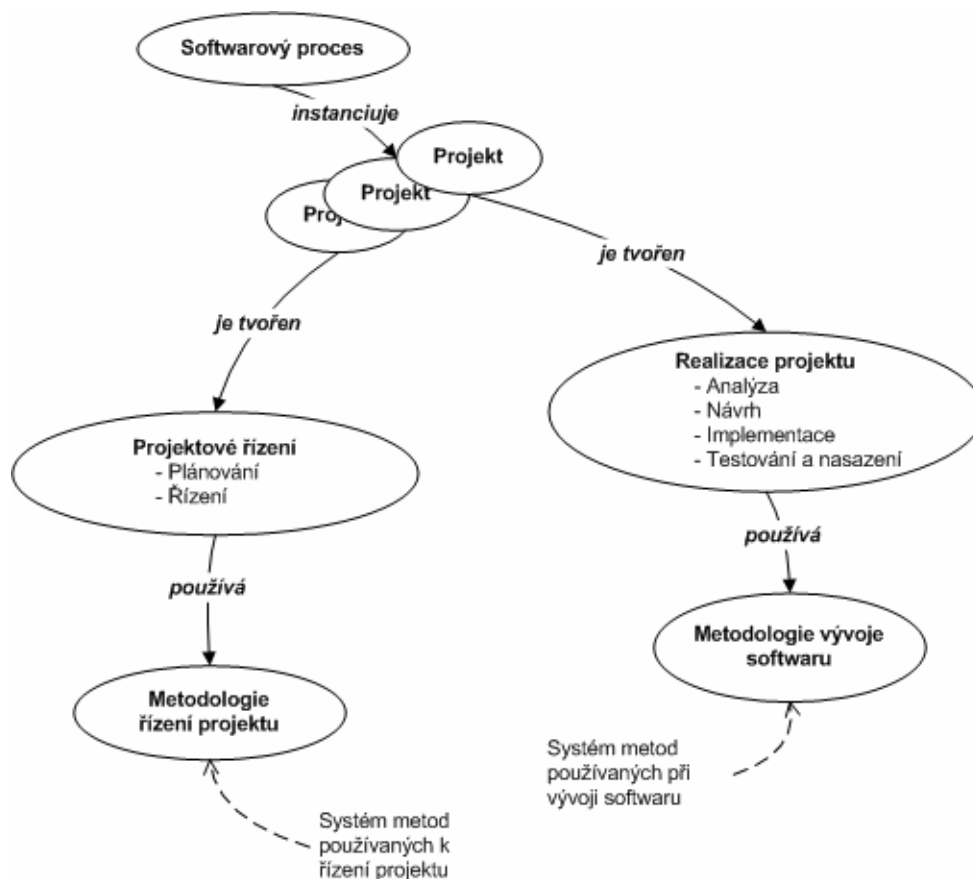 Softwarový proces
instanciuje
Projekt
Projekt
Proj
je tvořen
je tvořen
Realizace projektu
- Analýza
- Návrh
- Implementace
- Testování a nasazení
Projektové řízení
- Plánování
- Řízení
používá
používá
Metodologie vývoje
softwaru
Metodologie
řízení projektu
Systém metod
používaných při
vývoji softwaru
Systém metod
používaných k
řízení projektu